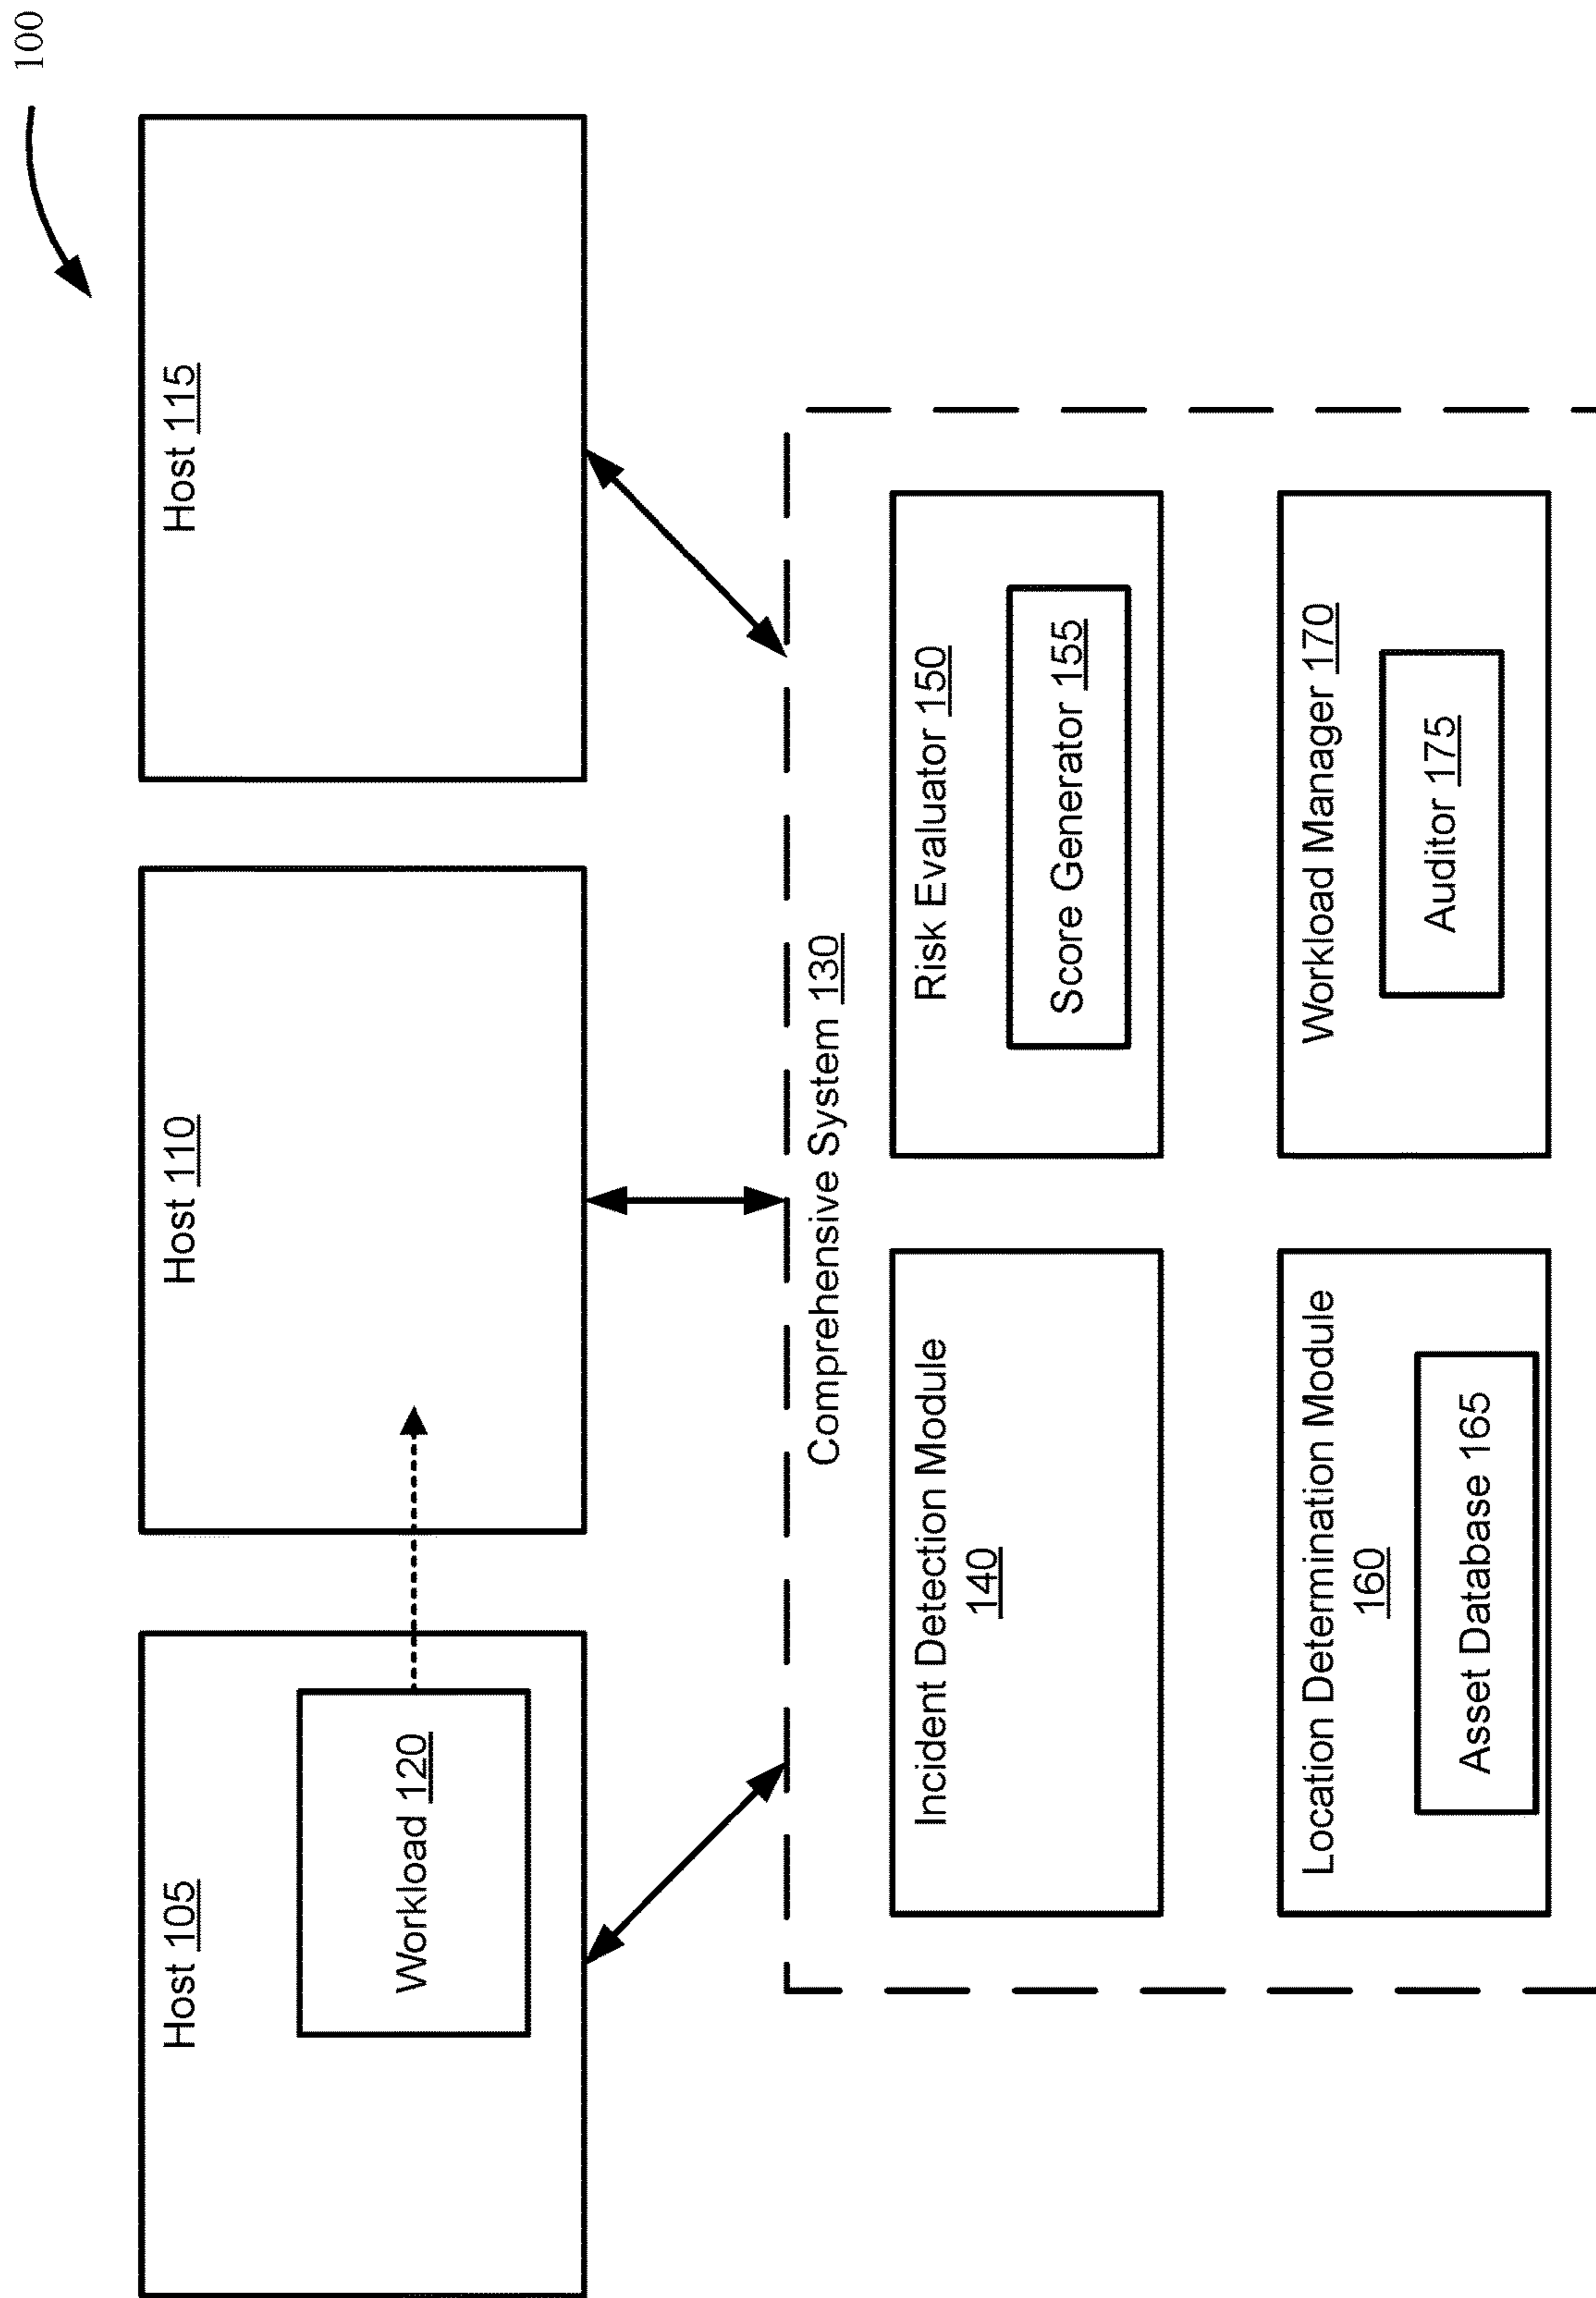 100
Host 105
Workload 120
Host 110
Host 115
Comprehensive System 130
Incident Detection Module
140
Risk Evaluator 150
Score Generator 155
Location Determination Module
160
Asset Database 165
Workload Manager 170
Auditor 175